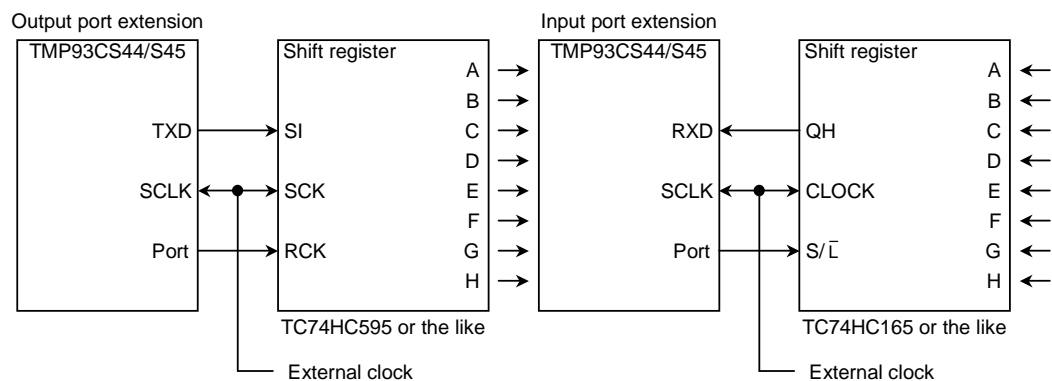 Output port extension
TMP93CS44/S45
Shift register
A
B
TXD
SI
C
D
SCLK
SCK
E
F
Port
RCK
G
H
TC74HC595 or the like
External clock
Input port extension
TMP93CS44/S45
Shift register
A
B
RXD
QH
C
D
SCLK
CLOCK
E
F
Port
S/L̅
G
H
TC74HC165 or the like
External clock